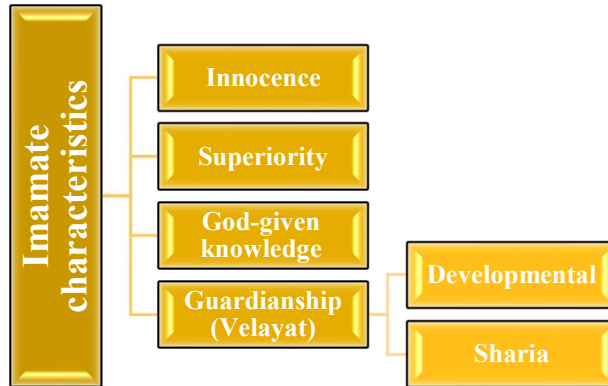 Imamate
characteristics
Innocence
Superiority
God-given
knowledge
Guardianship
(Velayat)
Developmental
Sharia